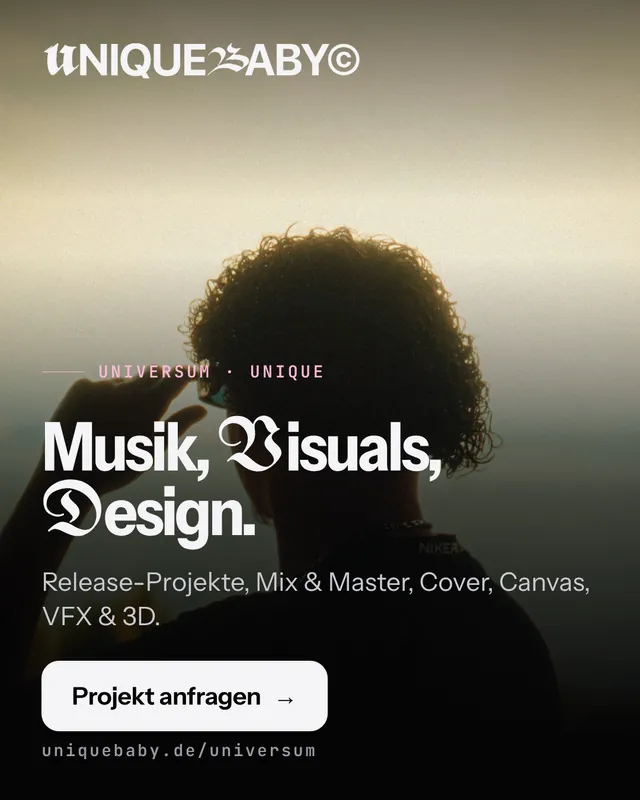 UNIQUEBABY©
UNIVERSUM · UNIQUE
Musik, Visuals,
Design.
Release-Projekte, Mix & Master, Cover, Canvas,
VFX & 3D.
Projekt anfragen →
uniquebaby.de/universum